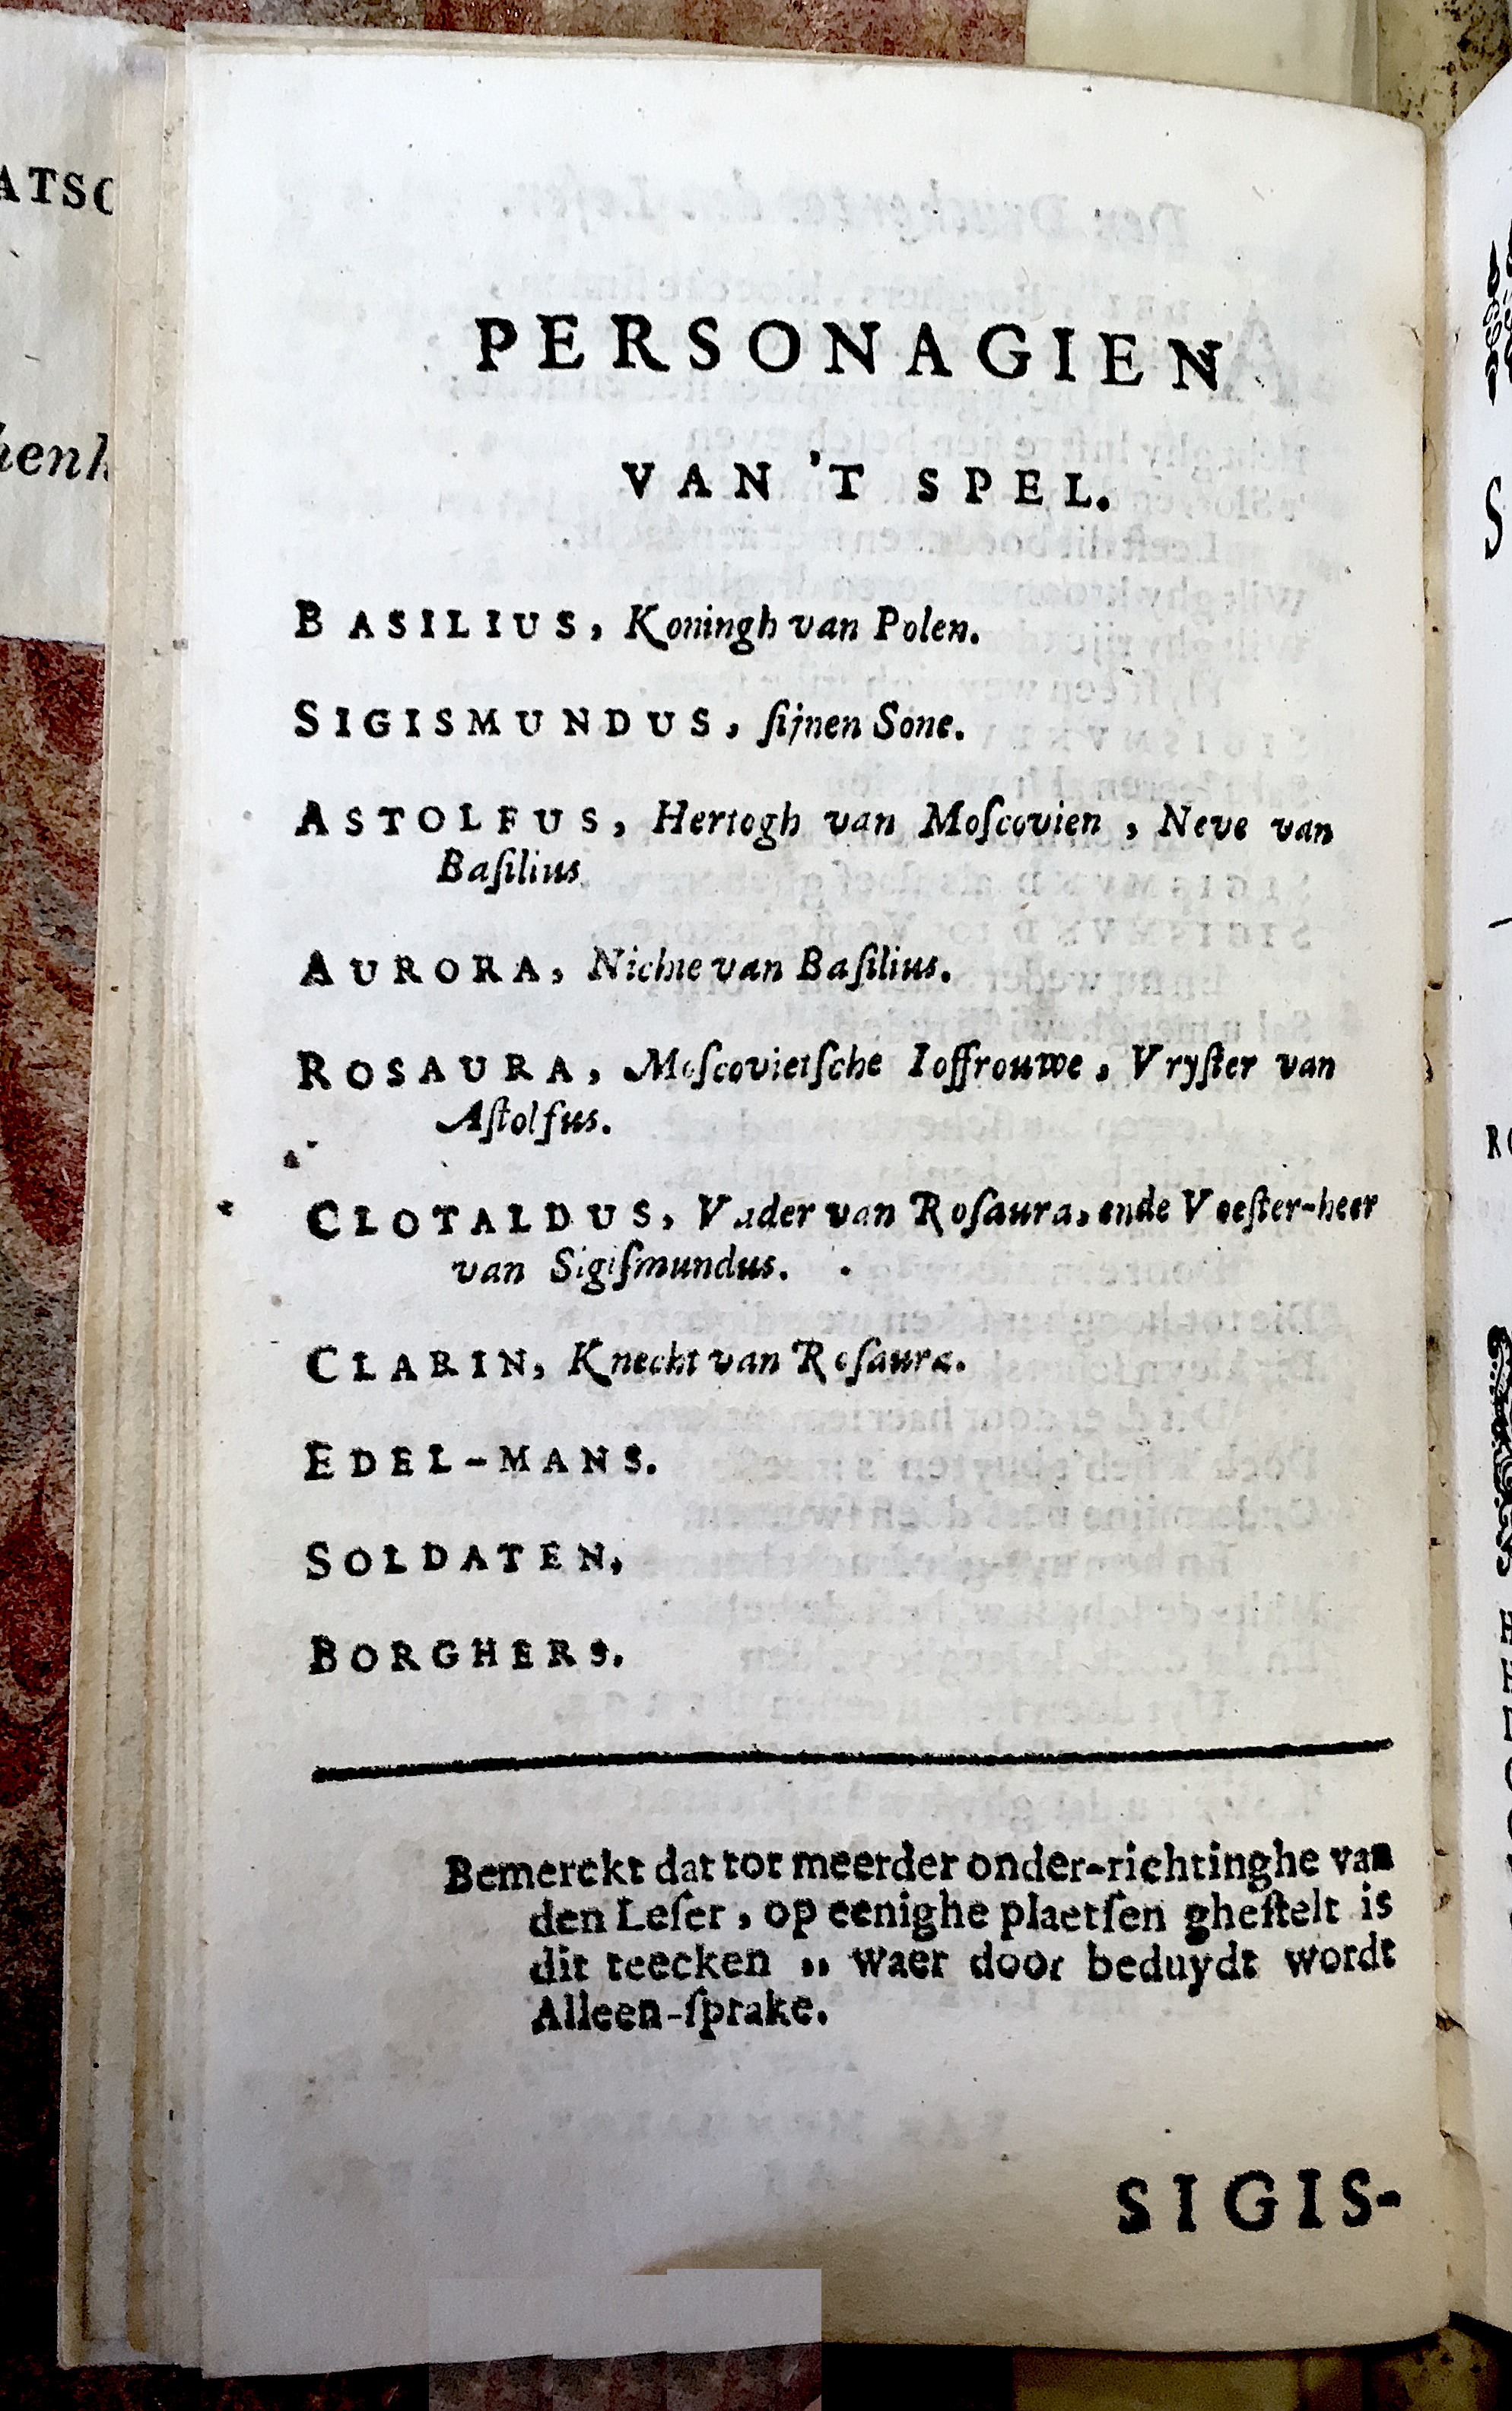 PERSONAGIEN
VAN 'T SPEL.
BASILIUS, Koningh van Polen.
SIGISMUNDUS, ſijnen Sone.
ASTOLFUS, Hertogh van Moſcovien, Neve van
Baſilius.
AURORA, Nichte van Baſilius.
ROSAURA, Moſcovietſche Ioffrouwe, Vryſter van
Aſtolfus.
CLOTALDUS, Vader van Roſaura, ende Voeſter-heer
van Sigiſmundus.
CLARIN, Knecht van Roſaura.
EDEL-MANS.
SOLDATEN,
BORGHERS.
Bemerckt dat tot meerder onder-richtinghe van
den Leſer, op eenighe plaetſen gheſtelt is
dit teecken ,, waer door beduydt wordt
Alleen-ſprake.
SIGIS-